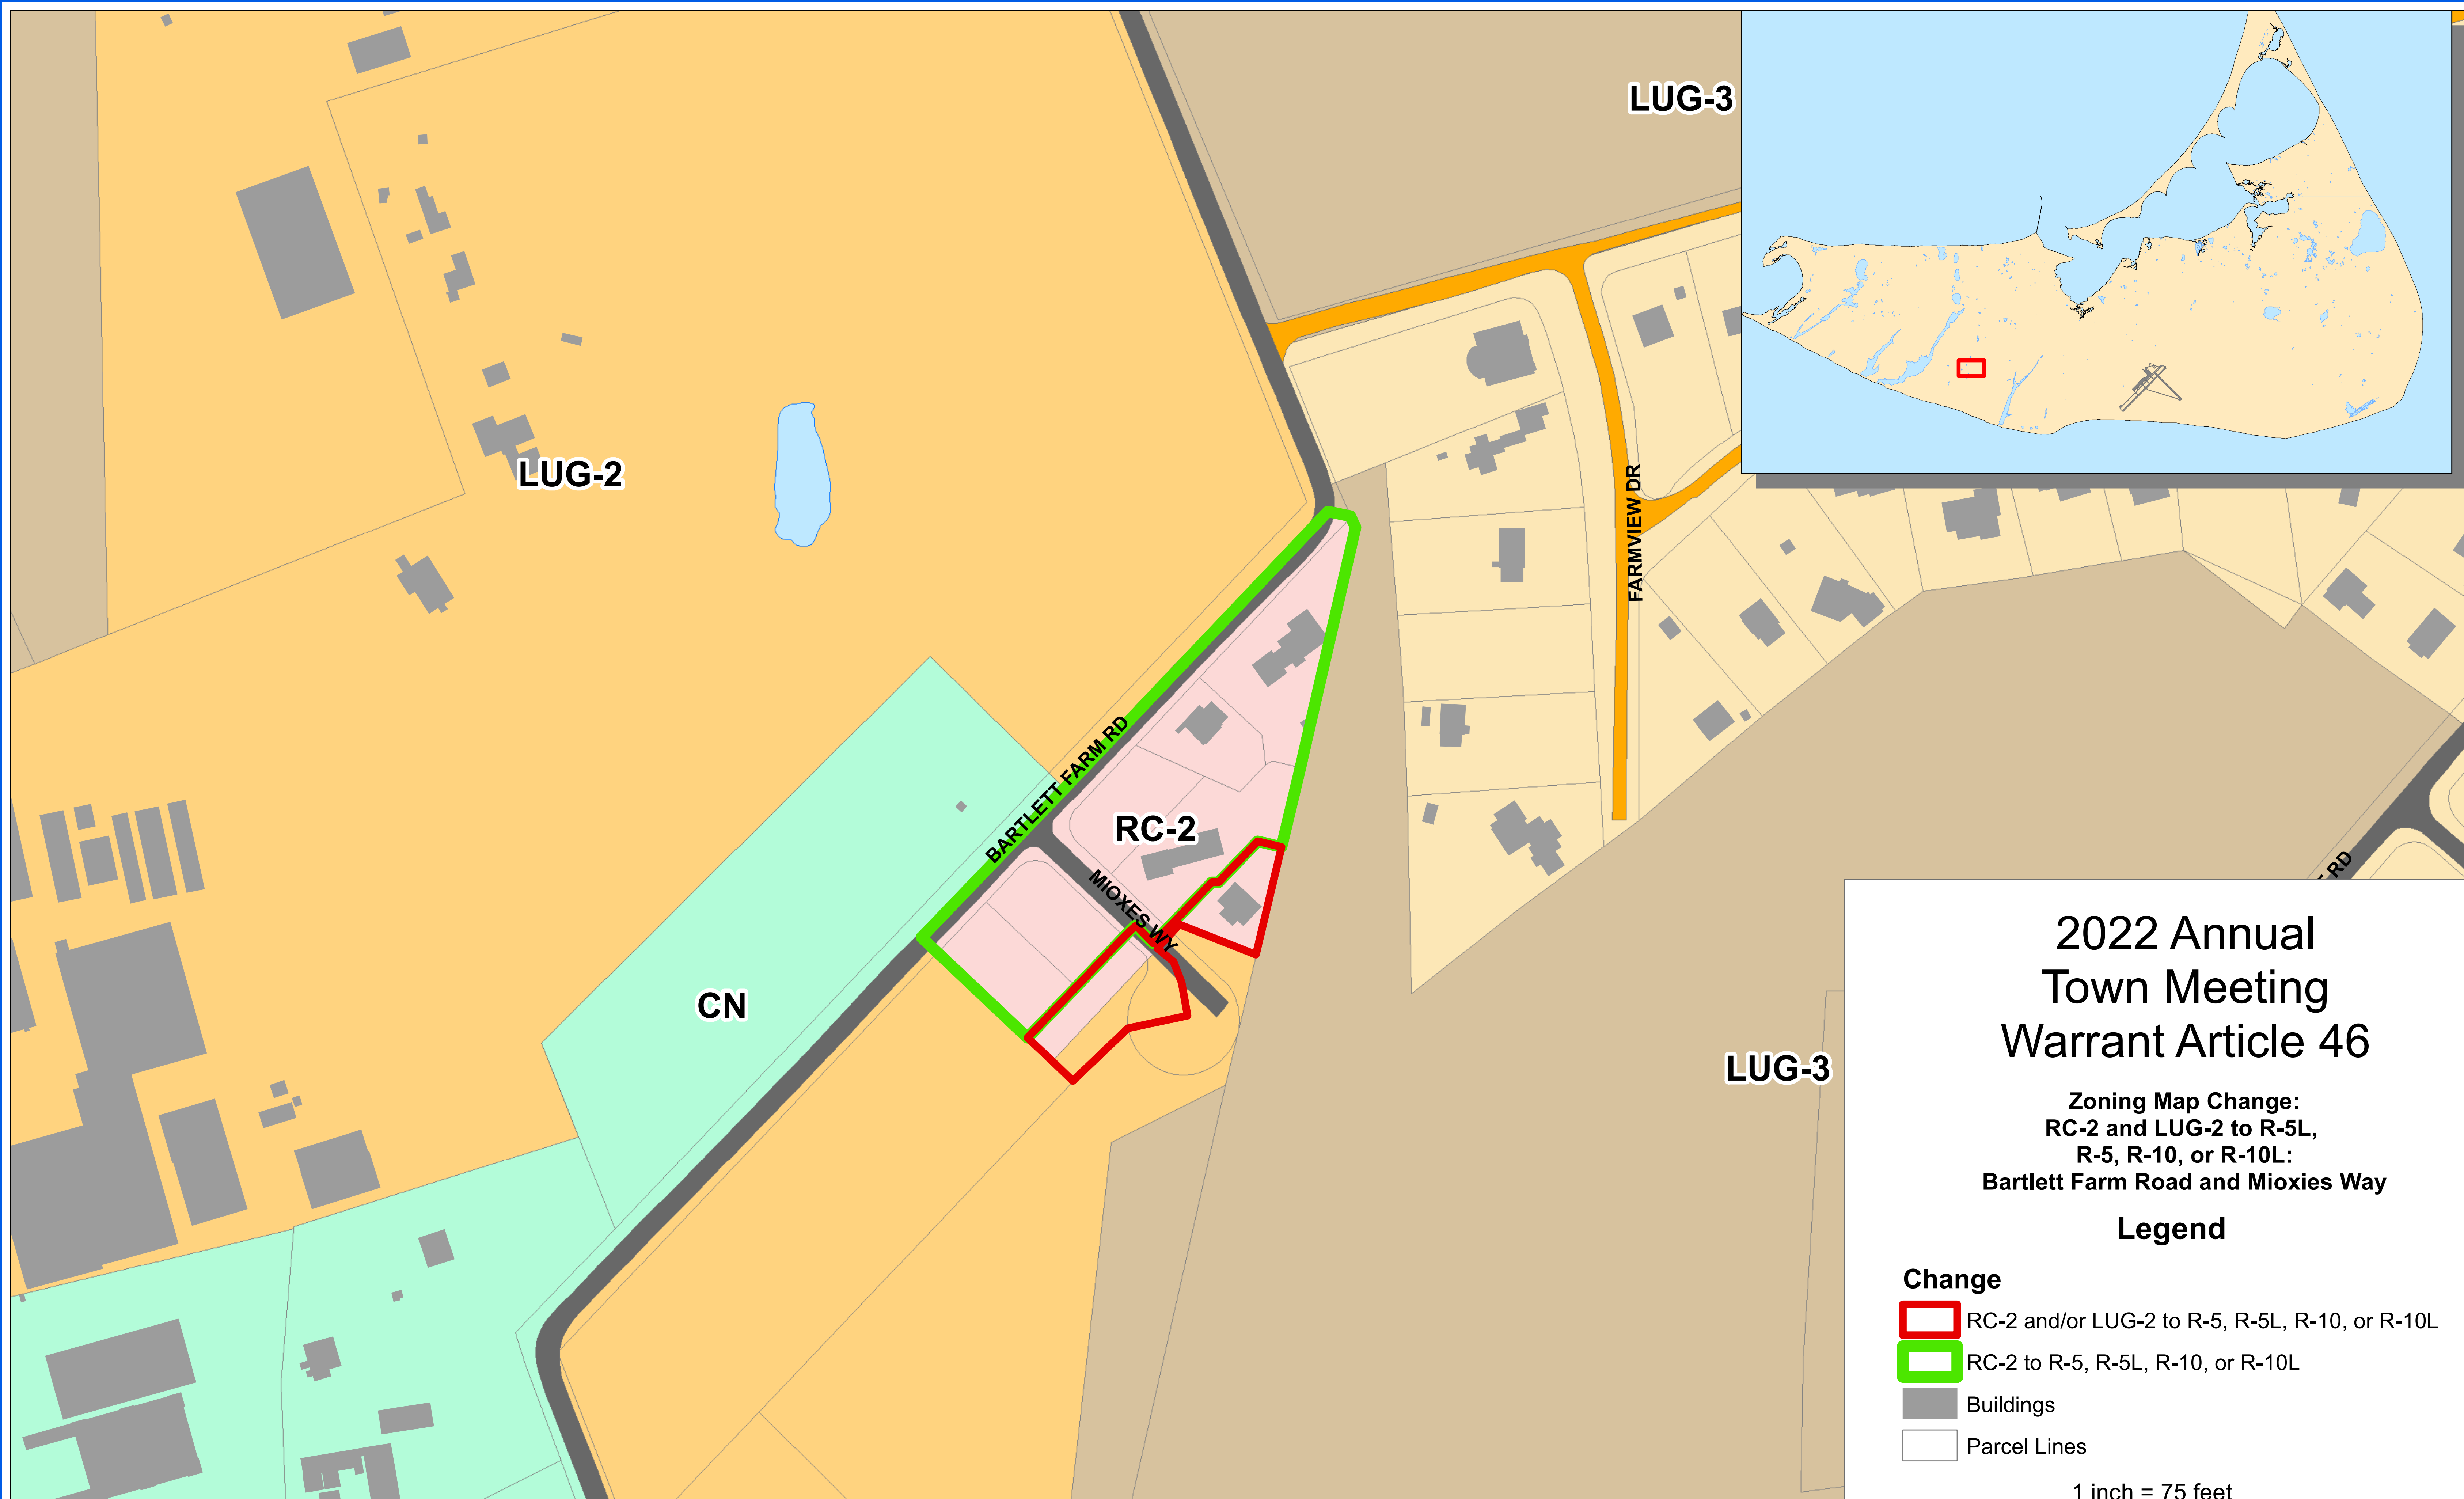 LUG-3
LUG-2
FARMVIEW DR
BARTLETT FARM RD
RC-2
MIOXES WY
CN
LUG-3
RD
2022 Annual
Town Meeting
Warrant Article 46
Zoning Map Change:
RC-2 and LUG-2 to R-5L,
R-5, R-10, or R-10L:
Bartlett Farm Road and Mioxies Way
Legend
Change
RC-2 and/or LUG-2 to R-5, R-5L, R-10, or R-10L
RC-2 to R-5, R-5L, R-10, or R-10L
Buildings
Parcel Lines
1 inch = 75 feet